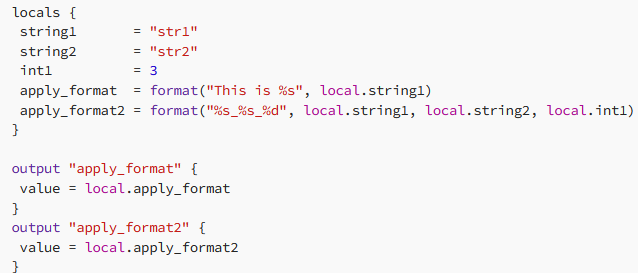 locals {
 string1       = "str1"
 string2       = "str2"
 int1          = 3
 apply_format  = format("This is %s", local.string1)
 apply_format2 = format("%s_%s_%d", local.string1, local.string2, local.int1)
}

output "apply_format" {
 value = local.apply_format
}
output "apply_format2" {
 value = local.apply_format2
}